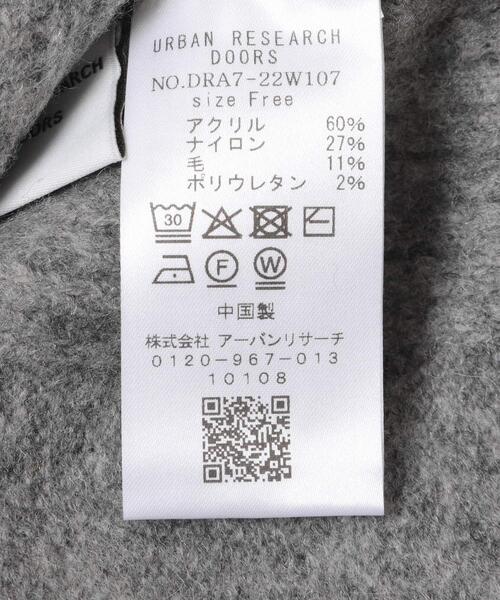 URBAN RESEARCH
DOORS
NO.DRA7-22W107
size Free
アクリル 60%
ナイロン 27%
毛 11%
ポリウレタン 2%
30
F
W
中国製
株式会社 アーバンリサーチ
0120-967-013
10108
RESEARCH
DOORS